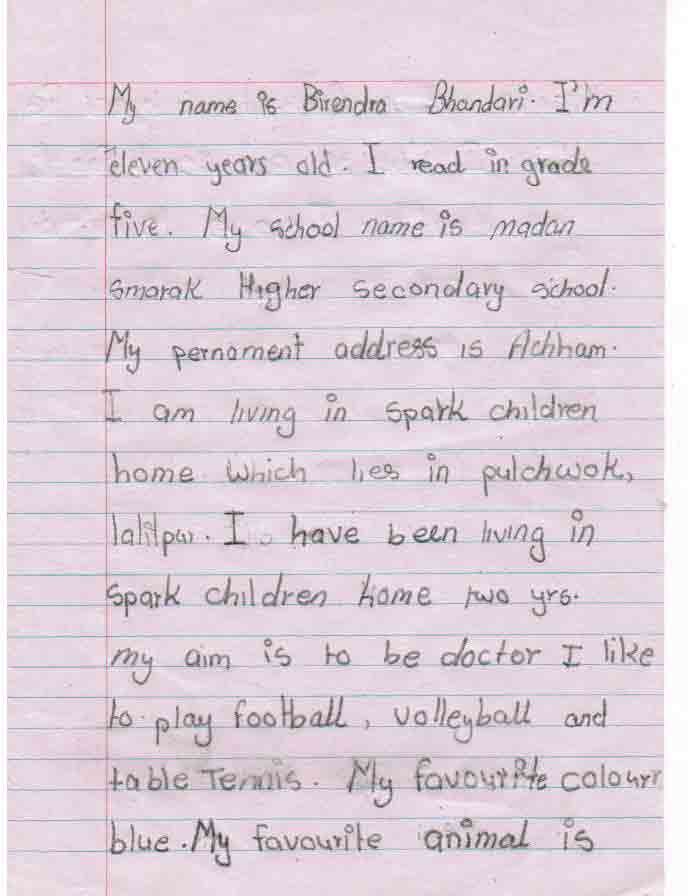 My name is Birendra Bhandari. I'm
eleven years old. I read in grade
five. My school name is madan
smarak Higher secondary school.
My pernament address is Achham.
I am living in spark children
home which lies in pulchwok,
lalitpur. I have been living in
spark children home two yrs.
my aim is to be doctor I like
to play football, volleyball and
table Tennis. My favourite colour
blue. My favourite animal is